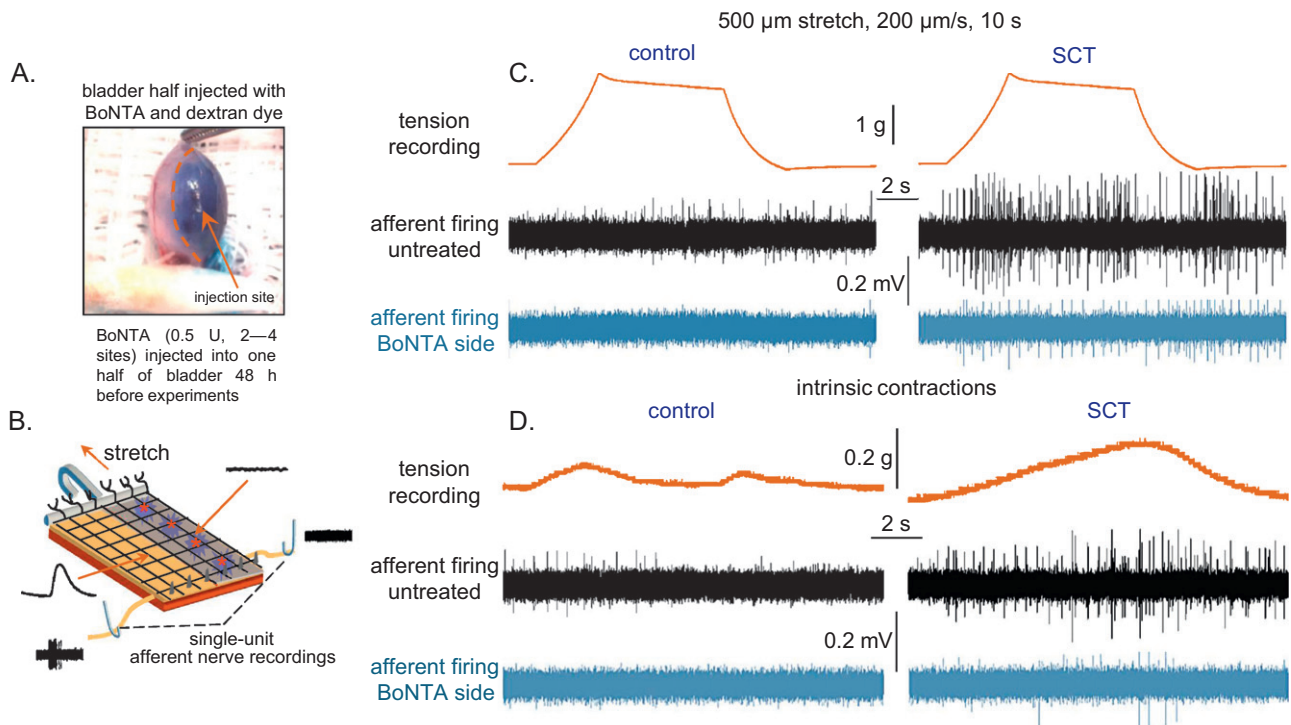 500 µm stretch, 200 µm/s, 10 s
A.
bladder half injected with
BoNTA and dextran dye
injection site
BoNTA (0.5 U, 2—4
sites) injected into one
half of bladder 48 h
before experiments
B.
stretch
single-unit
afferent nerve recordings
C.
control
SCT
tension
recording
1 g
2 s
afferent firing
untreated
0.2 mV
afferent firing
BoNTA side
intrinsic contractions
D.
control
SCT
tension
recording
0.2 g
2 s
afferent firing
untreated
0.2 mV
afferent firing
BoNTA side